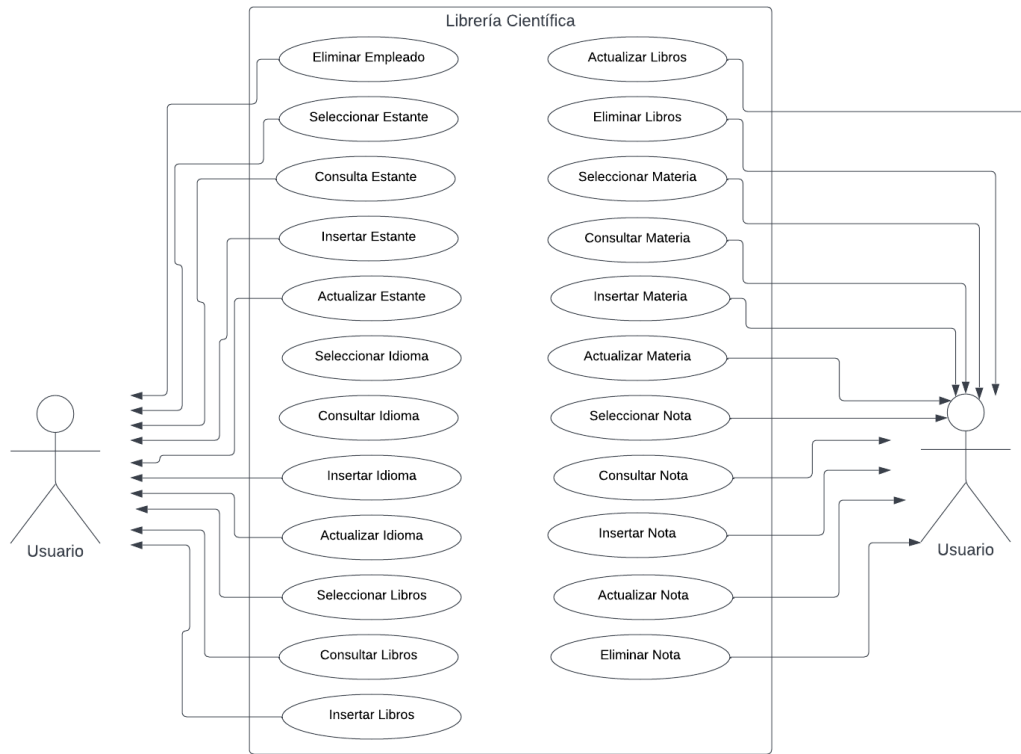 Librería Científica
Eliminar Empleado
Seleccionar Estante
Consulta Estante
Insertar Estante
Actualizar Estante
Seleccionar Idioma
Consultar Idioma
Insertar Idioma
Actualizar Idioma
Seleccionar Libros
Consultar Libros
Insertar Libros
Actualizar Libros
Eliminar Libros
Seleccionar Materia
Consultar Materia
Insertar Materia
Actualizar Materia
Seleccionar Nota
Consultar Nota
Insertar Nota
Actualizar Nota
Eliminar Nota
Usuario
Usuario